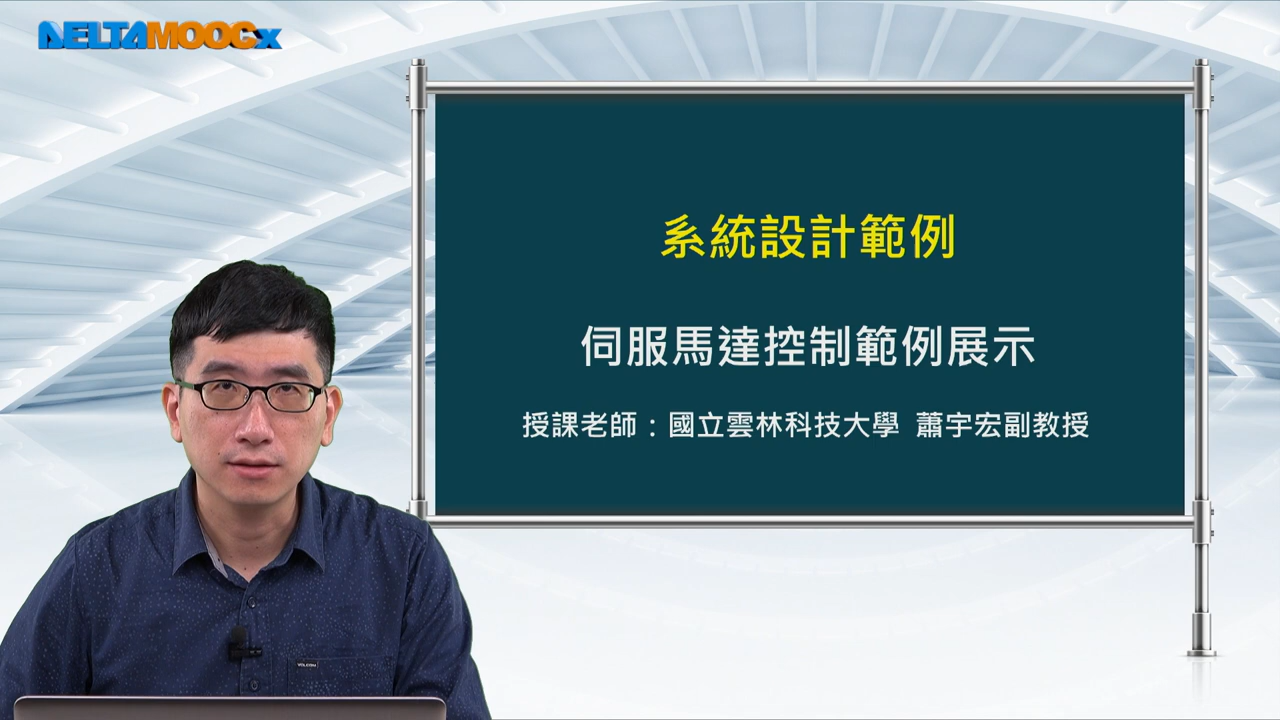 DELTAMOOCx
系統設計範例
伺服馬達控制範例展示
授課老師：國立雲林科技大學 蕭宇宏副教授
VOLCOM